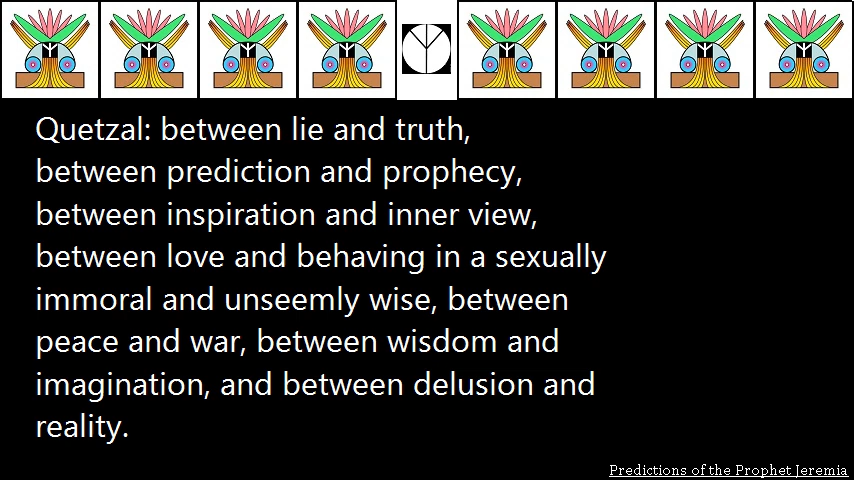 Quetzal: between lie and truth,
between prediction and prophecy,
between inspiration and inner view,
between love and behaving in a sexually
immoral and unseemly wise, between
peace and war, between wisdom and
imagination, and between delusion and
reality.
Predictions of the Prophet Jeremia